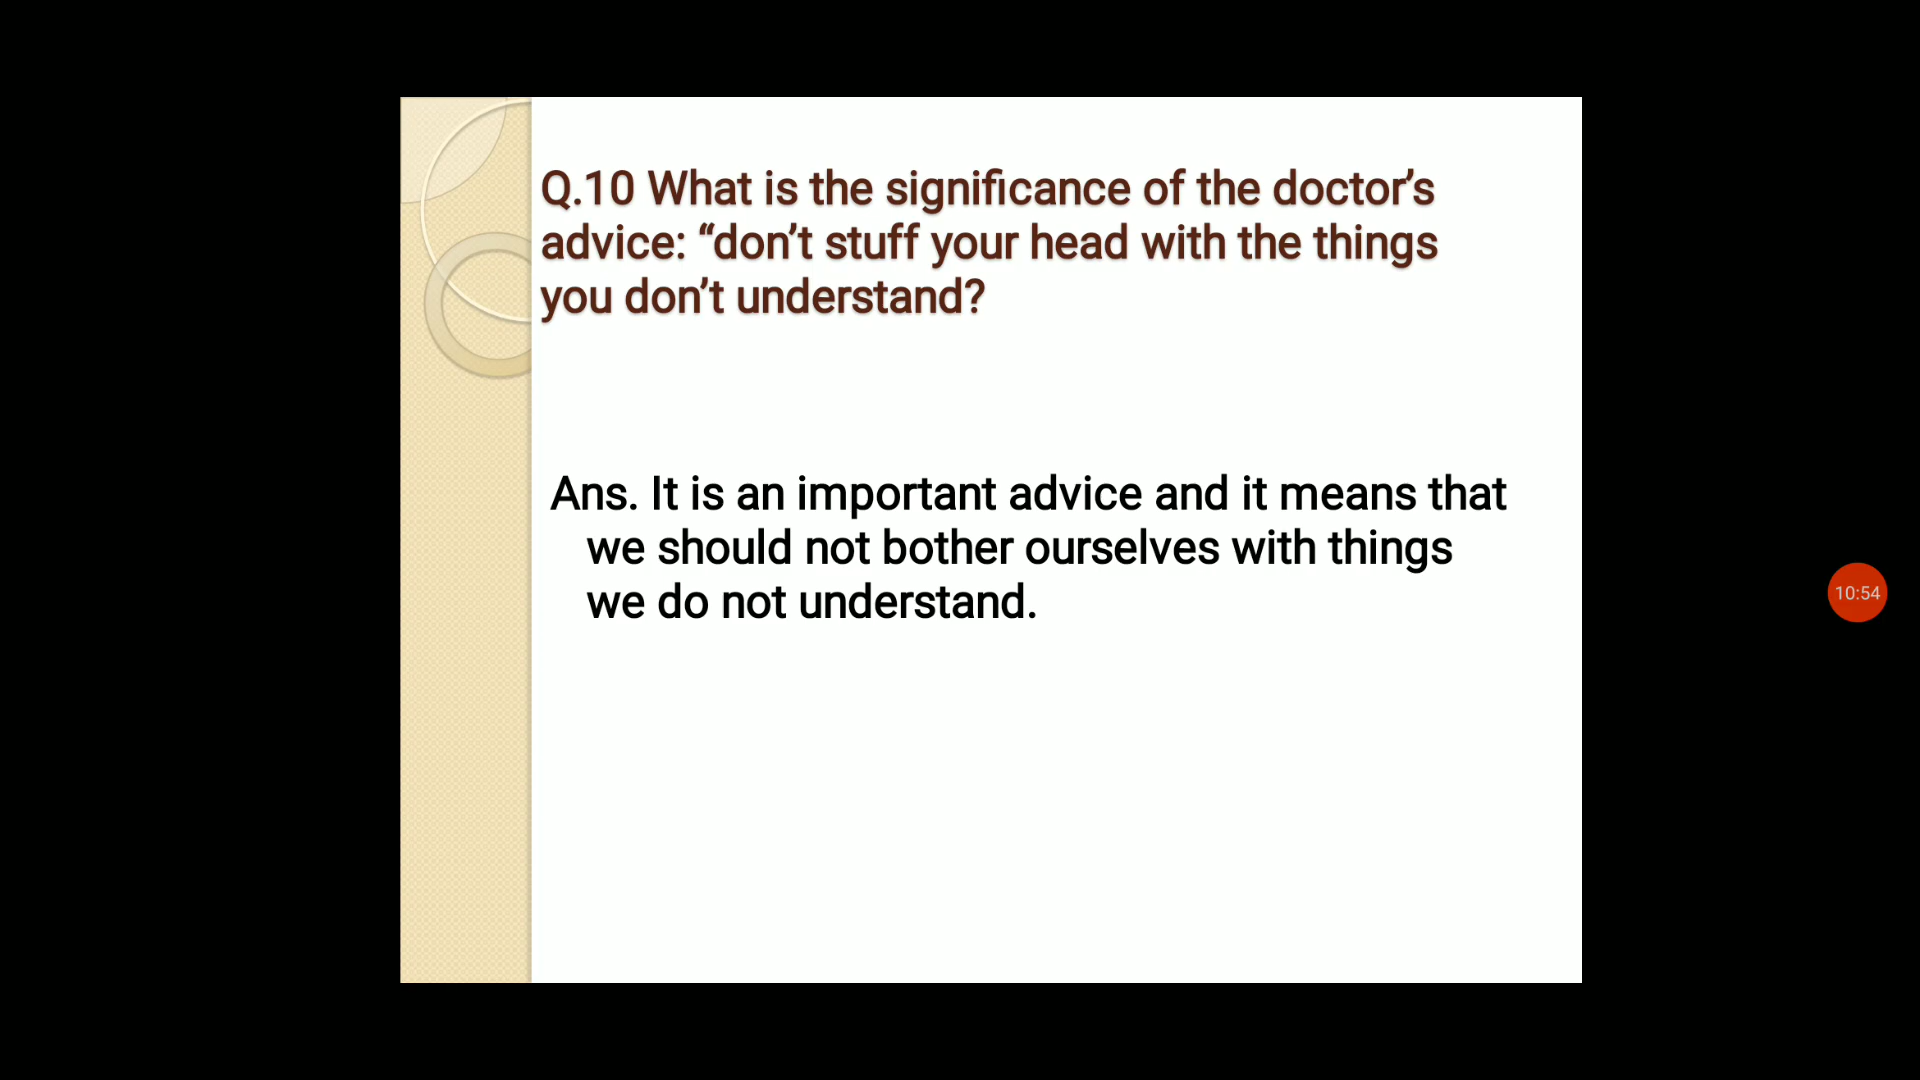 Q.10 What is the significance of the doctor’s
advice: “don’t stuff your head with the things
you don’t understand?
Ans. It is an important advice and it means that
we should not bother ourselves with things
we do not understand.
10:54